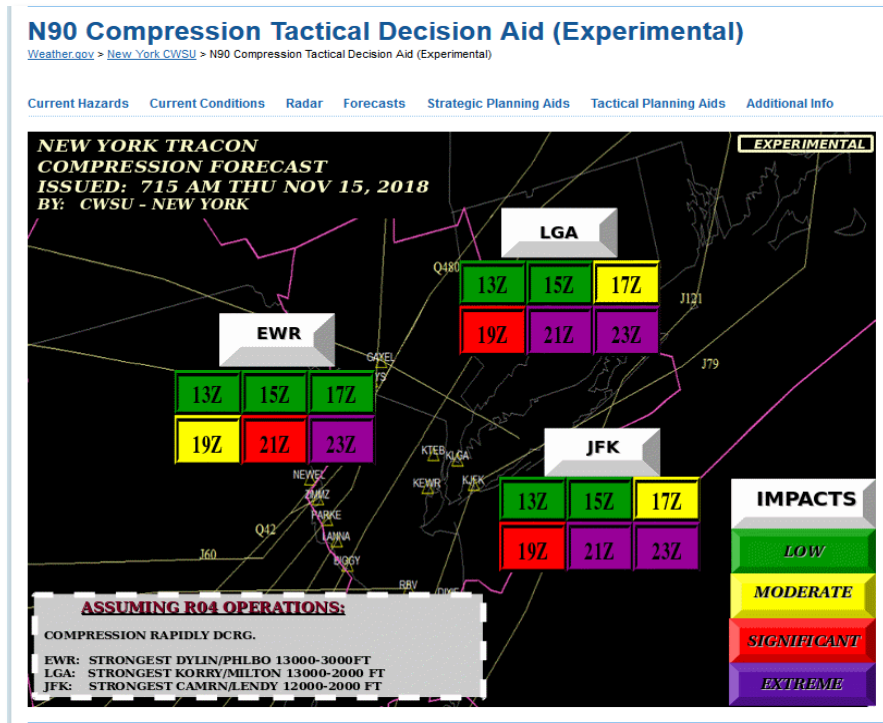 N90 Compression Tactical Decision Aid (Experimental)
Weather.gov > New York CWSU > N90 Compression Tactical Decision Aid (Experimental)
Current Hazards Current Conditions Radar Forecasts Strategic Planning Aids Tactical Planning Aids Additional Info
NEW YORK TRACON
COMPRESSION FORECAST
ISSUED: 715 AM THU NOV 15, 2018
BY: CWSU - NEW YORK
EXPERIMENTAL
LGA
13Z 15Z 17Z
19Z 21Z 23Z
Q480
J121
J79
EWR
13Z 15Z 17Z
19Z 21Z 23Z
GAXEL
KTEB
KLGA
KEWR
KJFK
JFK
13Z 15Z 17Z
19Z 21Z 23Z
NEWEL
ZIMMZ
PARKE
LANNA
BIGGY
RBV
Q42
J60
IMPACTS
LOW
MODERATE
SIGNIFICANT
EXTREME
ASSUMING R04 OPERATIONS:
COMPRESSION RAPIDLY DCRG.
EWR: STRONGEST DYLIN/PHLBO 13000-3000FT
LGA: STRONGEST KORRY/MILTON 13000-2000 FT
JFK: STRONGEST CAMRN/LENDY 12000-2000 FT